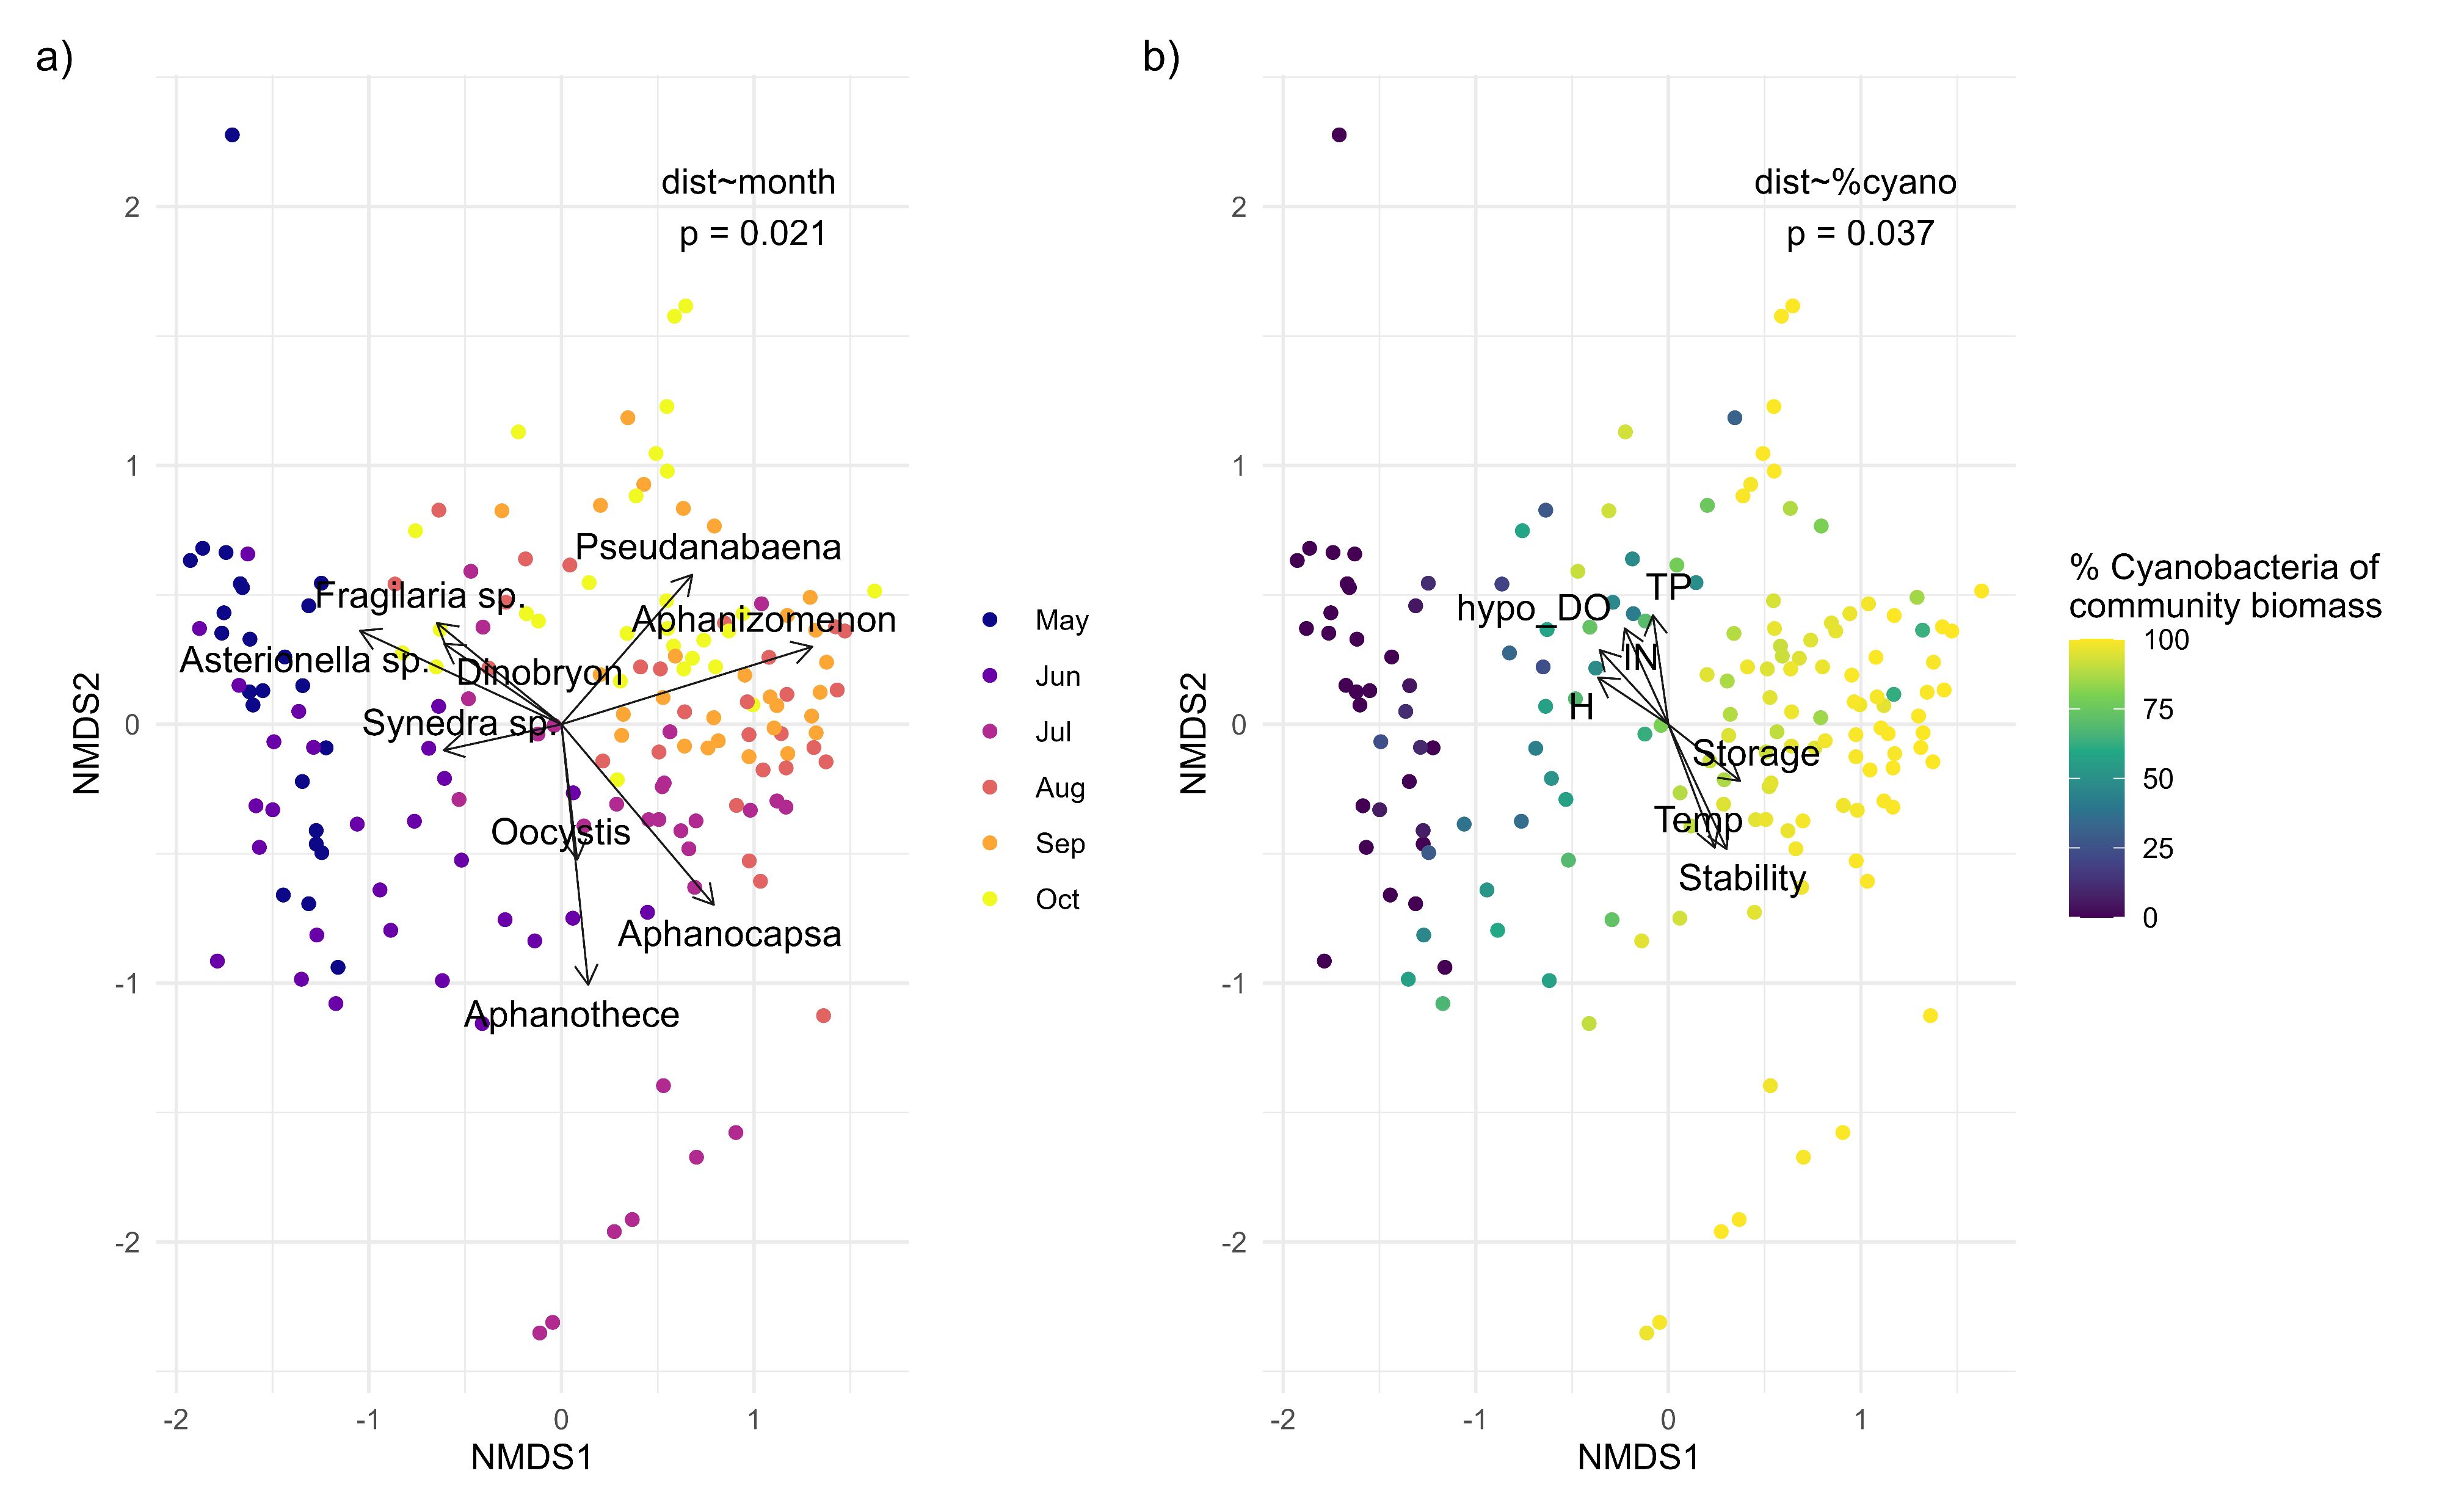 a)
dist~month
p = 0.021
Pseudanabaena
Fragilaria sp.
Aphanizomenon
Asterionella sp.
Dinobryon
Synedra sp.
Oocystis
Aphanocapsa
Aphanothece
2
1
0
-1
-2
NMDS2
-2
-1
0
1
NMDS1
May
Jun
Jul
Aug
Sep
Oct
b)
dist~%cyano
p = 0.037
TP
hypo_DO
IN
H
Storage
Temp
Stability
2
1
0
-1
-2
NMDS2
-2
-1
0
1
NMDS1
% Cyanobacteria of
community biomass
100
75
50
25
0